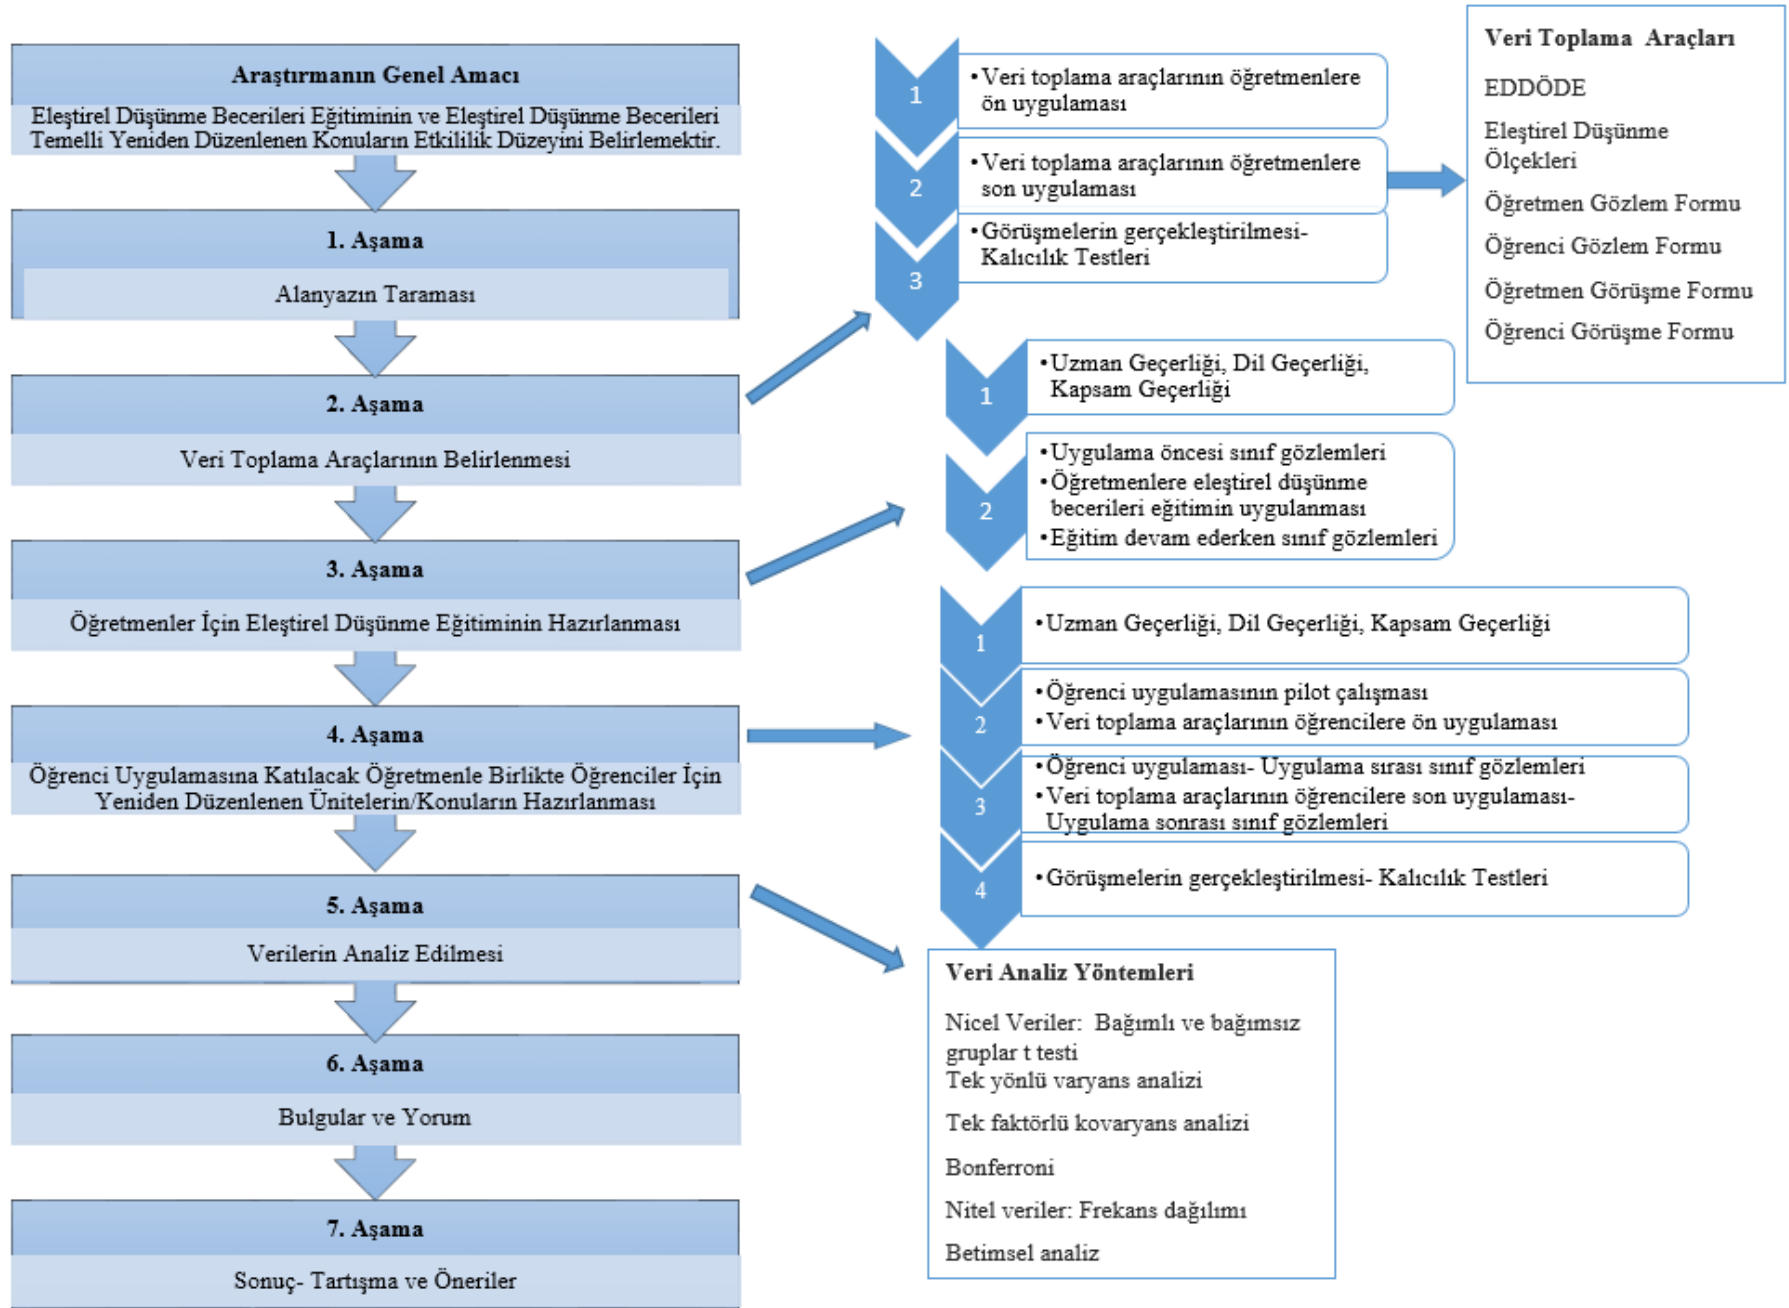 Araştırmanın Genel Amacı
Eleştirel Düşünme Becerileri Eğitiminin ve Eleştirel Düşünme Becerileri
Temelli Yeniden Düzenlenen Konuların Etkililik Düzeyini Belirlemektir.
1. Aşama
Alanyazın Taraması
2. Aşama
Veri Toplama Araçlarının Belirlenmesi
3. Aşama
Öğretmenler İçin Eleştirel Düşünme Eğitiminin Hazırlanması
4. Aşama
Öğrenci Uygulamasına Katılacak Öğretmenle Birlikte Öğrenciler İçin
Yeniden Düzenlenen Ünitelerin/Konuların Hazırlanması
5. Aşama
Verilerin Analiz Edilmesi
6. Aşama
Bulgular ve Yorum
7. Aşama
Sonuç- Tartışma ve Öneriler
1
•Veri toplama araçlarının öğretmenlere
ön uygulaması
2
•Veri toplama araçlarının öğretmenlere
son uygulaması
3
•Görüşmelerin gerçekleştirilmesi-
Kalıcılık Testleri
Veri Toplama Araçları
EDDÖDE
Eleştirel Düşünme
Ölçekleri
Öğretmen Gözlem Formu
Öğrenci Gözlem Formu
Öğretmen Görüşme Formu
Öğrenci Görüşme Formu
1
•Uzman Geçerliği, Dil Geçerliği,
Kapsam Geçerliği
2
•Uygulama öncesi sınıf gözlemleri
•Öğretmenlere eleştirel düşünme
becerileri eğitimin uygulanması
•Eğitim devam ederken sınıf gözlemleri
1
•Uzman Geçerliği, Dil Geçerliği, Kapsam Geçerliği
2
•Öğrenci uygulamasının pilot çalışması
•Veri toplama araçlarının öğrencilere ön uygulaması
3
•Öğrenci uygulaması- Uygulama sırası sınıf gözlemleri
•Veri toplama araçlarının öğrencilere son uygulaması-
Uygulama sonrası sınıf gözlemleri
4
•Görüşmelerin gerçekleştirilmesi- Kalıcılık Testleri
Veri Analiz Yöntemleri
Nicel Veriler: Bağımlı ve bağımsız
gruplar t testi
Tek yönlü varyans analizi
Tek faktörlü kovaryans analizi
Bonferroni
Nitel veriler: Frekans dağılımı
Betimsel analiz